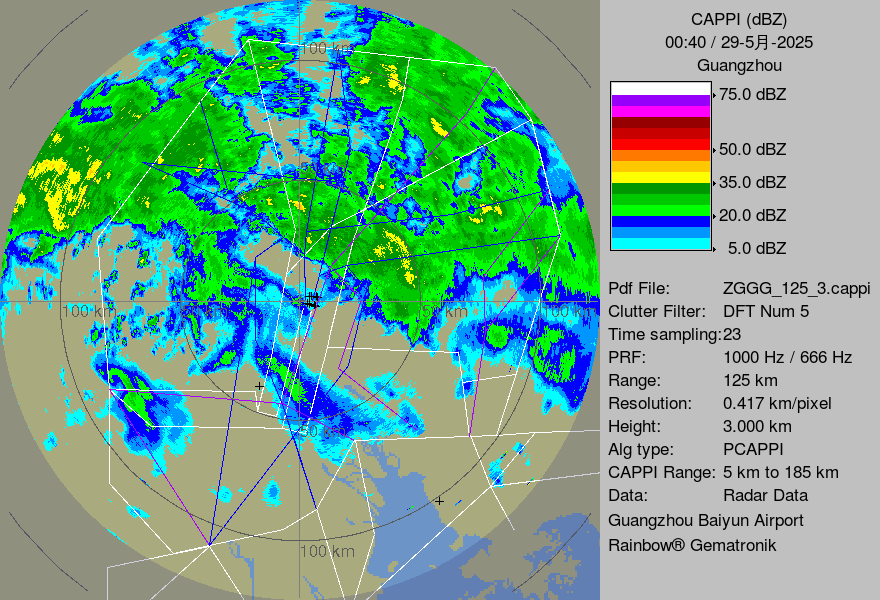 CAPPI (dBZ)
00:40 / 29-5月-2025
Guangzhou
75.0 dBZ
50.0 dBZ
35.0 dBZ
20.0 dBZ
5.0 dBZ
Pdf File: ZGGG_125_3.cappi
Clutter Filter: DFT Num 5
Time sampling:23
PRF: 1000 Hz / 666 Hz
Range: 125 km
Resolution: 0.417 km/pixel
Height: 3.000 km
Alg type: PCAPPI
CAPPI Range: 5 km to 185 km
Data: Radar Data
Guangzhou Baiyun Airport
Rainbow® Gematronik
100 km
100 km
50 km
100 km
50 km
100 km